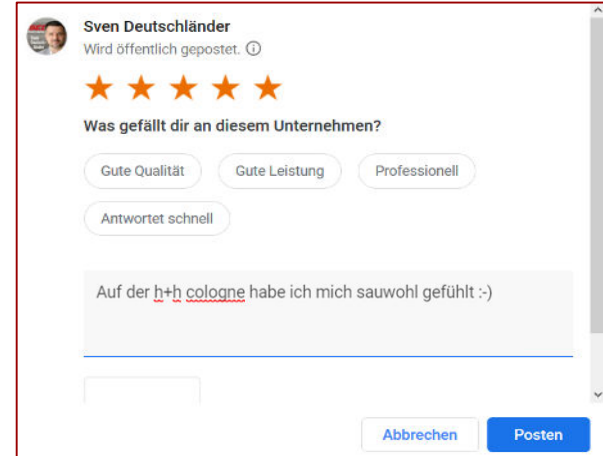 Sven Deutschländer
Wird öffentlich gepostet.
Was gefällt dir an diesem Unternehmen?
Gute Qualität Gute Leistung Professionell
Antwortet schnell
Auf der h+h cologne habe ich mich sauwohl gefühlt :-)
Abbrechen Posten